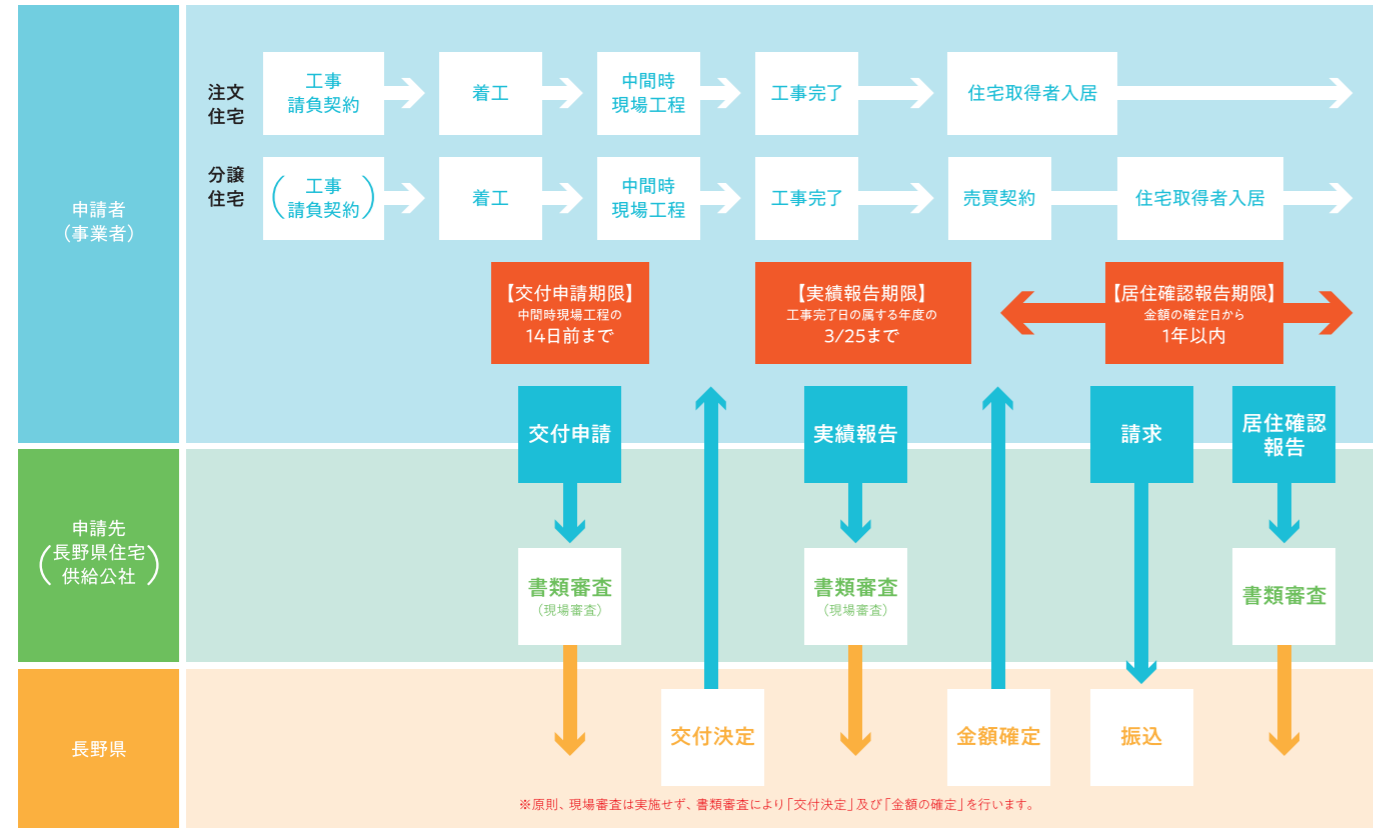 注文
住宅
工事
請負契約
着工
中間時
現場工程
工事完了
住宅取得者入居
分譲
住宅
(工事
請負契約)
着工
中間時
現場工程
工事完了
売買契約
住宅取得者入居
申請者
(事業者)
【交付申請期限】
中間時現場工程の
14日前まで
【実績報告期限】
工事完了日の属する年度の
3/25まで
【居住確認報告期限】
金額の確定日から
1年以内
交付申請
実績報告
請求
居住確認
報告
申請先
(長野県住宅
供給公社)
書類審査
(現場審査)
書類審査
(現場審査)
書類審査
長野県
交付決定
金額確定
振込
※原則、現場審査は実施せず、書類審査により「交付決定」及び「金額の確定」を行います。